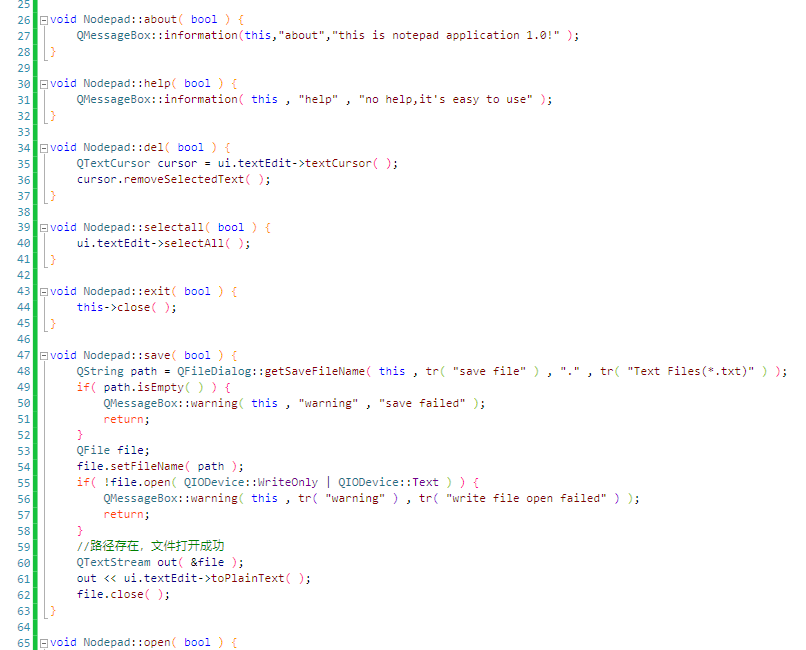 25
26 void Nodepad::about( bool ) {
27 QMessageBox::information(this,"about","this is notepad application 1.0!" );
28 }
29
30 void Nodepad::help( bool ) {
31 QMessageBox::information( this , "help" , "no help,it's easy to use" );
32 }
33
34 void Nodepad::del( bool ) {
35 QTextCursor cursor = ui.textEdit->textCursor( );
36 cursor.removeSelectedText( );
37 }
38
39 void Nodepad::selectall( bool ) {
40 ui.textEdit->selectAll( );
41 }
42
43 void Nodepad::exit( bool ) {
44 this->close( );
45 }
46
47 void Nodepad::save( bool ) {
48 QString path = QFileDialog::getSaveFileName( this , tr( "save file" ) , "." , tr( "Text Files(*.txt)" ) );
49 if( path.isEmpty( ) ) {
50 QMessageBox::warning( this , "warning" , "save failed" );
51 return;
52 }
53 QFile file;
54 file.setFileName( path );
55 if( !file.open( QIODevice::WriteOnly | QIODevice::Text ) ) {
56 QMessageBox::warning( this , tr( "warning" ) , tr( "write file open failed" ) );
57 return;
58 }
59 //路径存在，文件打开成功
60 QTextStream out( &file );
61 out << ui.textEdit->toPlainText( );
62 file.close( );
63 }
64
65 void Nodepad::open( bool ) {